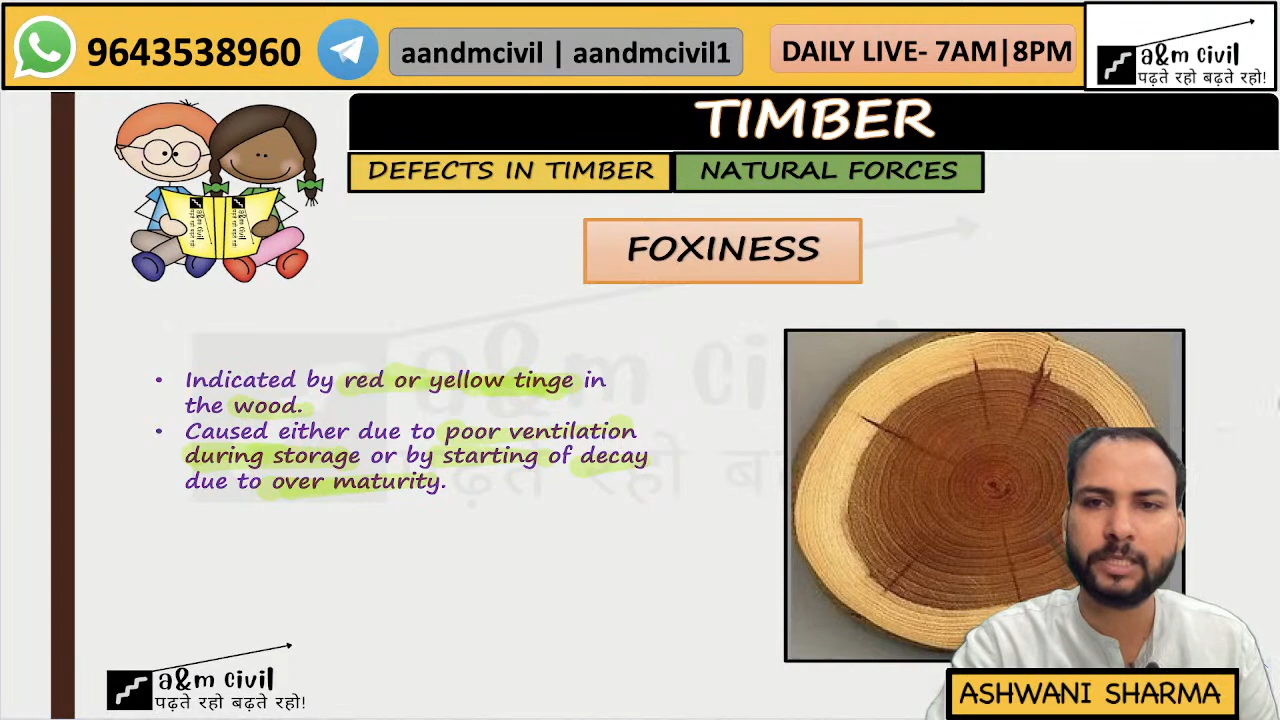 9643538960
aandmcivil | aandmcivil1
DAILY LIVE- 7AM|8PM
a&m civil
पढ़ते रहो बढ़ते रहो!
TIMBER
DEFECTS IN TIMBER
NATURAL FORCES
FOXINESS
• Indicated by red or yellow tinge in
the wood.
• Caused either due to poor ventilation
during storage or by starting of decay
due to over maturity.
a&m civil
पढ़ते रहो बढ़ते रहो!
ASHWANI SHARMA